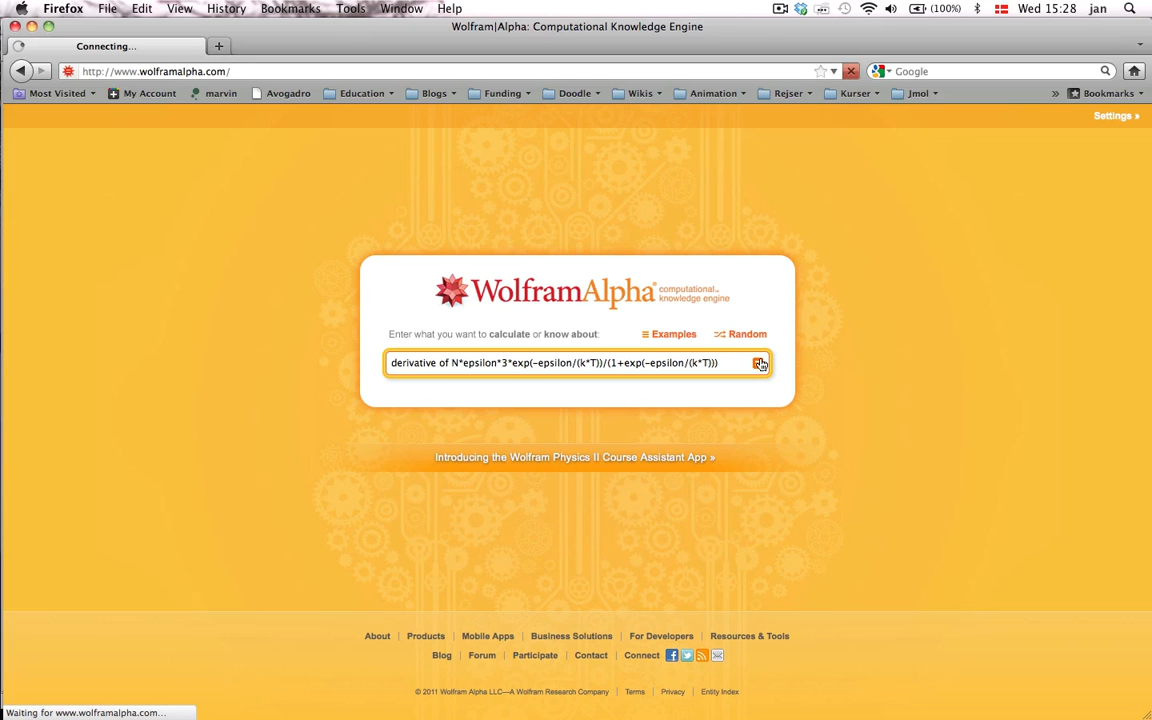 Firefox File Edit View History Bookmarks Tools Window Help (100%) Wed 15:28 jan
Wolfram|Alpha: Computational Knowledge Engine
Connecting... +
http://www.wolframalpha.com/ Google
Most Visited My Account marvin Avogadro Education Blogs Funding Doodle Wikis Animation Rejser Kurser Jmol » Bookmarks
Settings »
WolframAlpha computational knowledge engine
Enter what you want to calculate or know about: Examples Random
derivative of N*epsilon*3*exp(-epsilon/(k*T))/(1+exp(-epsilon/(k*T)))
Introducing the Wolfram Physics II Course Assistant App »
About | Products | Mobile Apps | Business Solutions | For Developers | Resources & Tools
Blog | Forum | Participate | Contact | Connect
© 2011 Wolfram Alpha LLC—A Wolfram Research Company | Terms | Privacy | Entity Index
Waiting for www.wolframalpha.com...